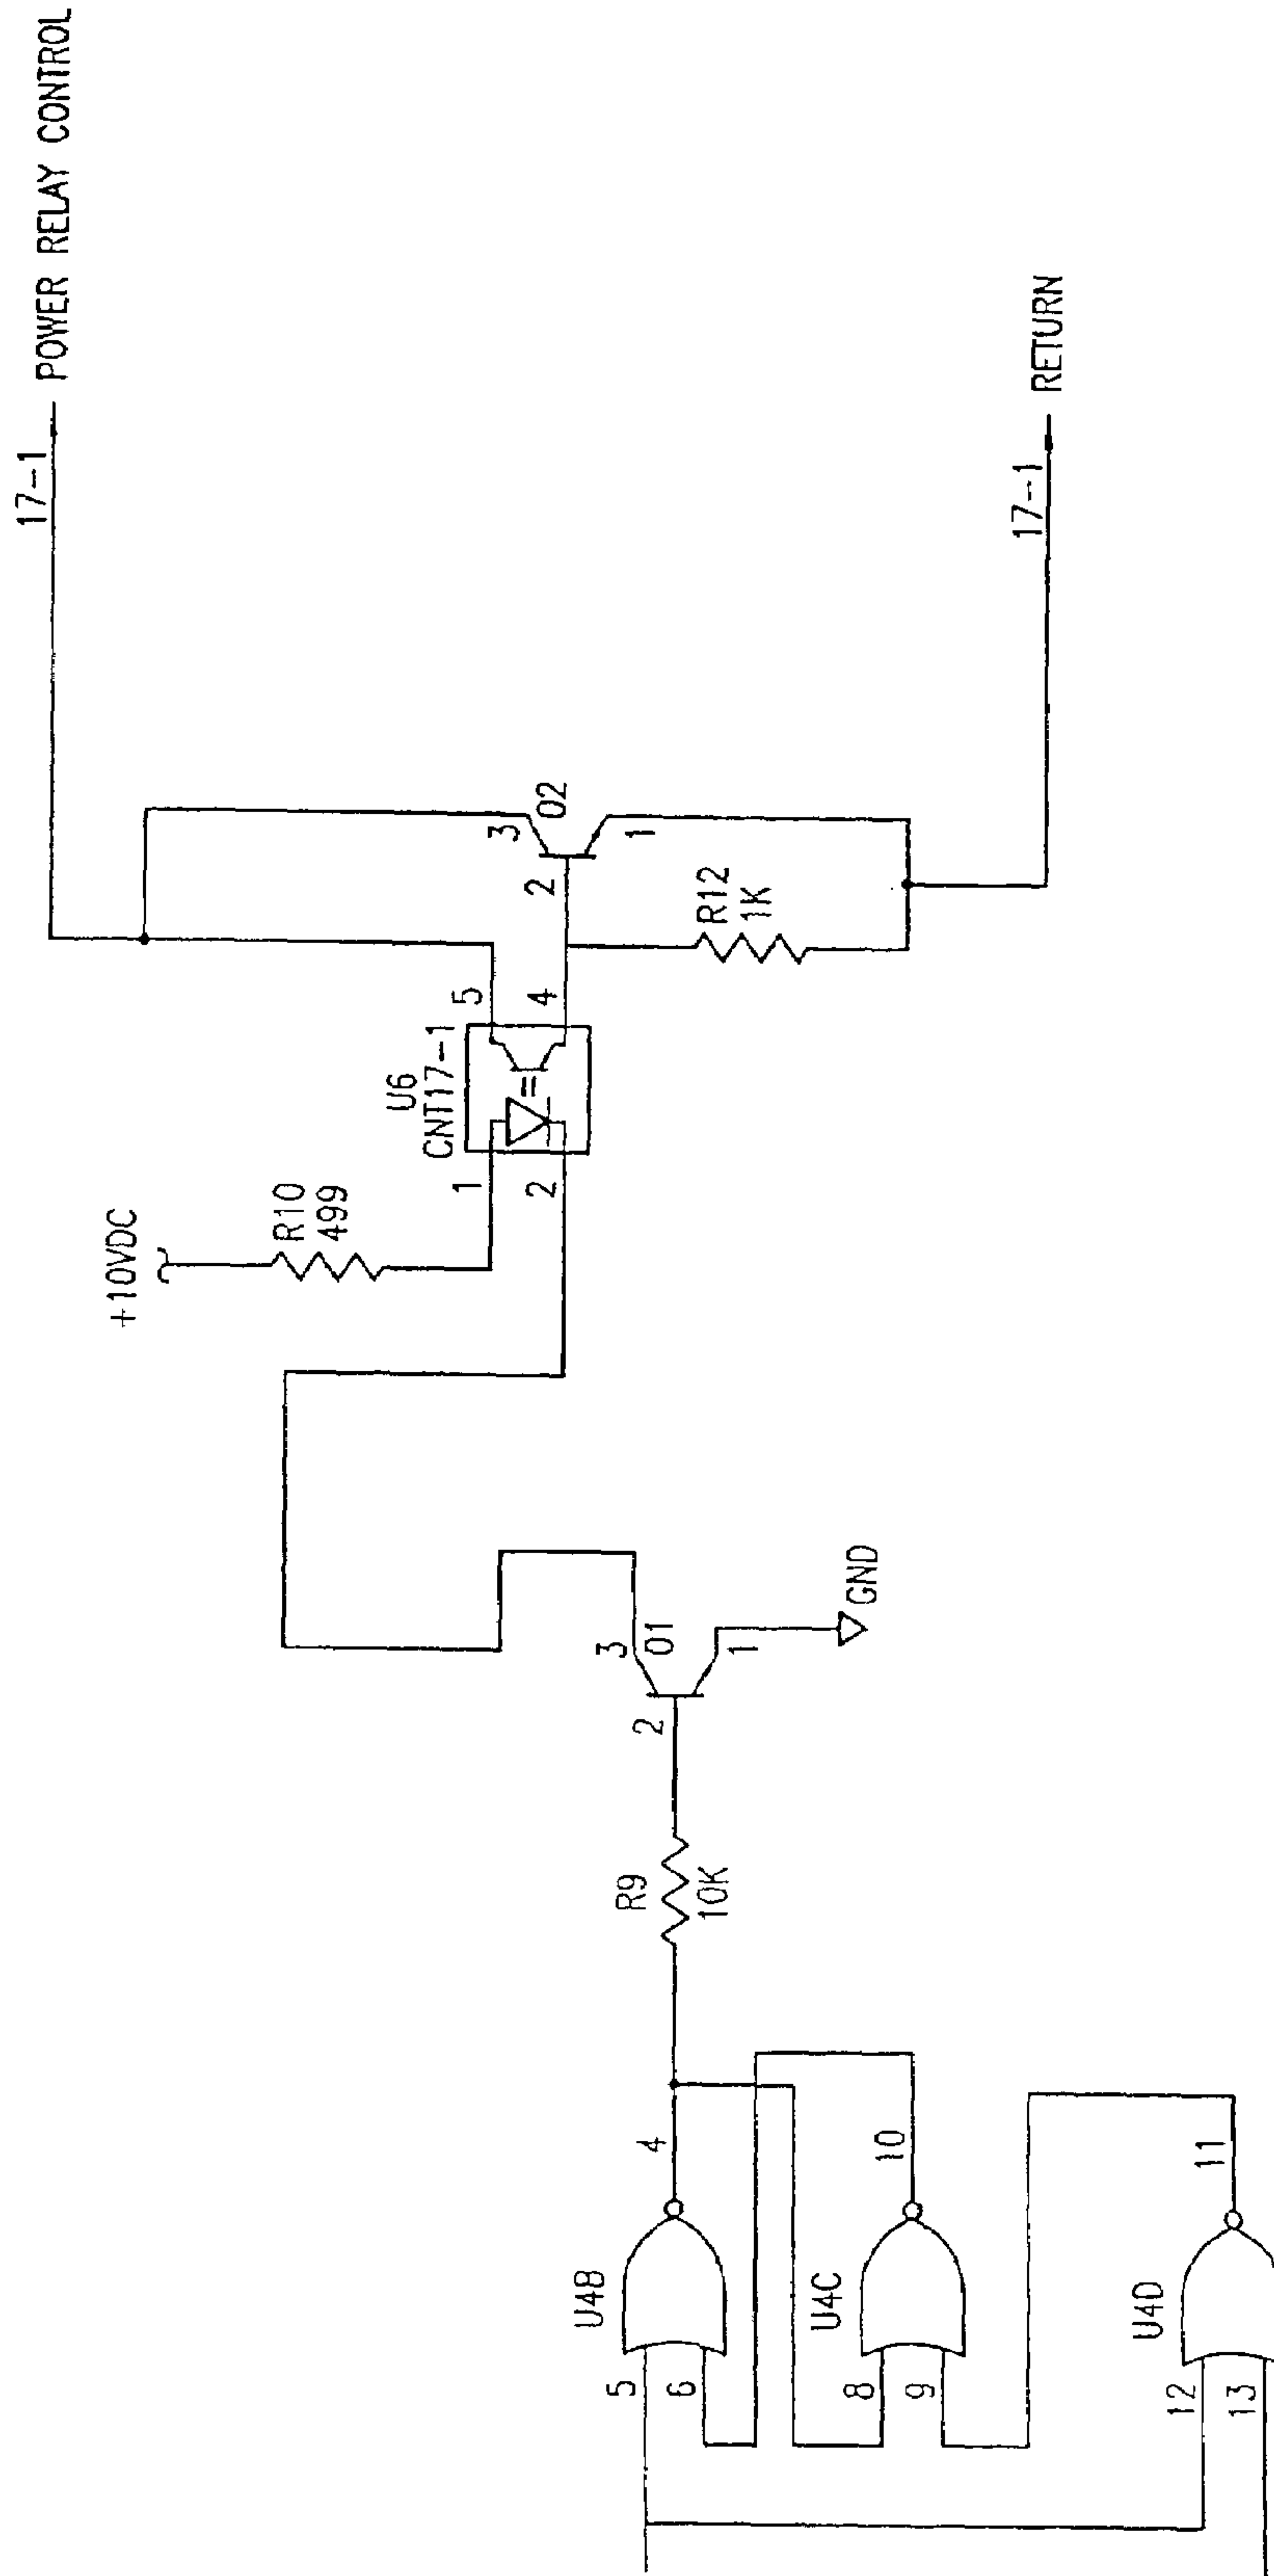 17-1
POWER RELAY CONTROL
+10VDC
R10
499
U6
CNT17-1
1
2
5
4
3
O2
2
1
R12
1K
17-1
RETURN
3
O1
2
1
GND
R9
10K
U4B
5
6
4
U4C
8
9
10
U4D
12
13
11